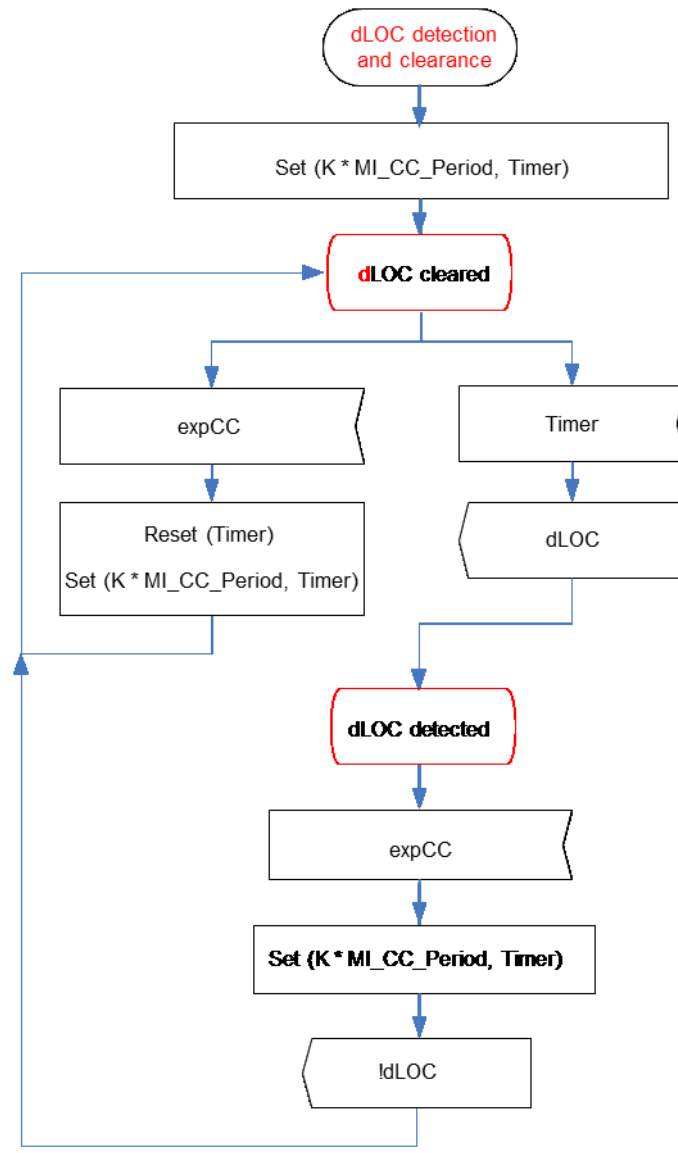 dLOC detection
and clearance
Set (K * MI_CC_Period, Timer)
dLOC cleared
expCC
Timer
Reset (Timer)
Set (K * MI_CC_Period, Timer)
dLOC
dLOC detected
expCC
Set (K * MI_CC_Period, Timer)
!dLOC